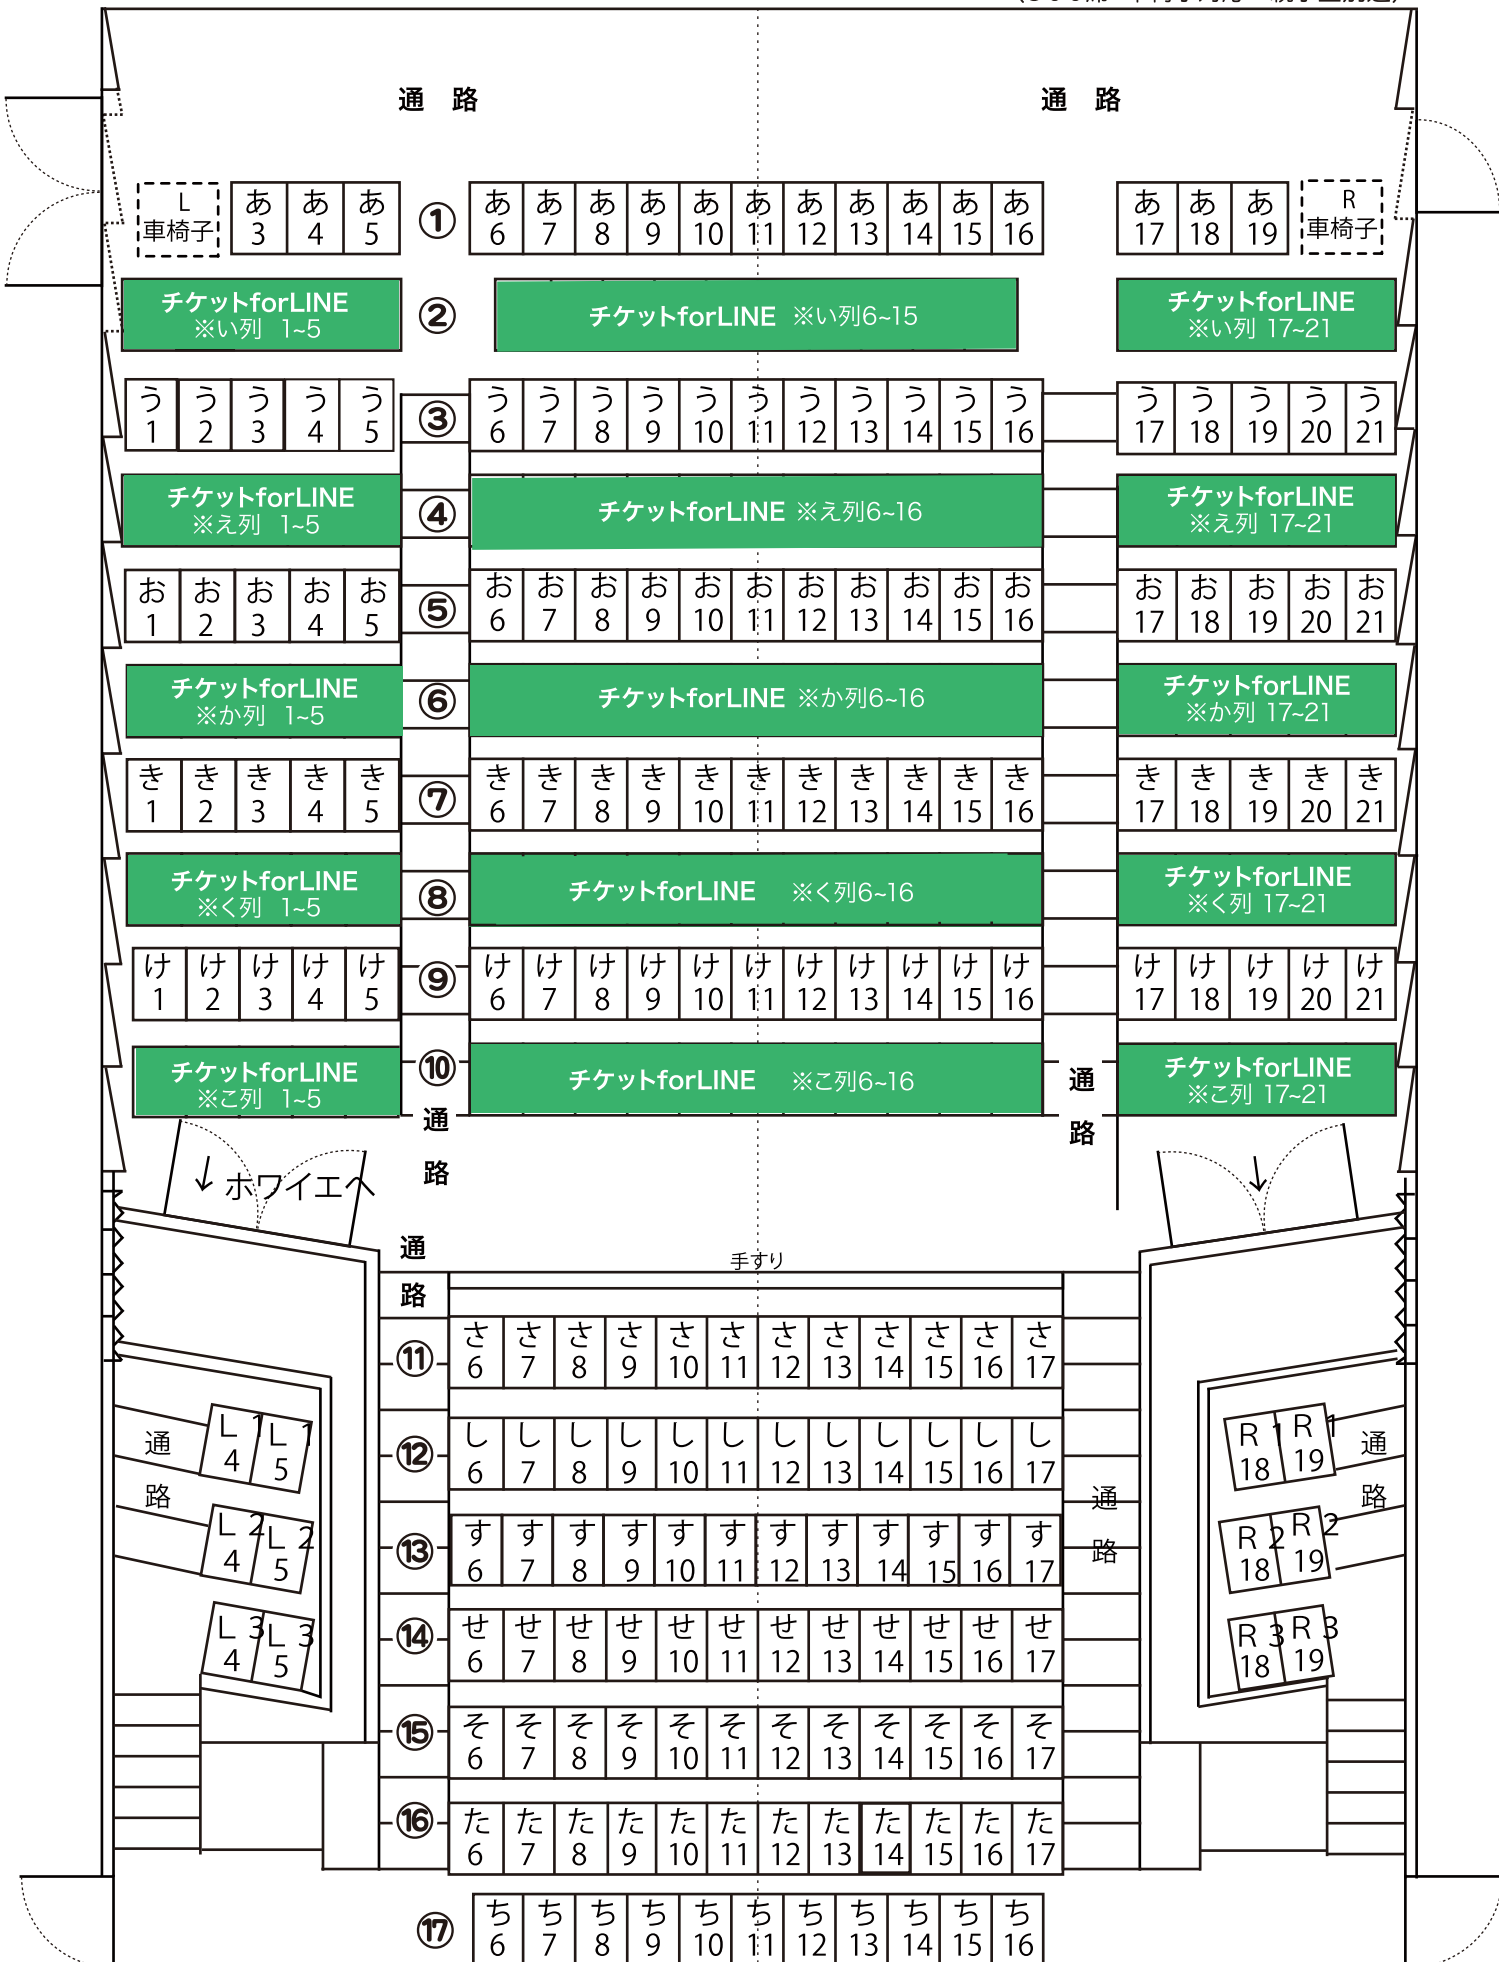 通 路 通 路
L
車椅子
あ あ あ
3 4 5
①
あ あ あ あ あ あ あ あ あ あ あ
6 7 8 9 10 11 12 13 14 15 16
あ あ あ
17 18 19
R
車椅子
チケットforLINE
※い列 1~5
②
チケットforLINE ※い列6~15
チケットforLINE
※い列 17~21
う う う う う
1 2 3 4 5
③
う う う う う う う う う う う
6 7 8 9 10 11 12 13 14 15 16
う う う う う
17 18 19 20 21
チケットforLINE
※え列 1~5
④
チケットforLINE ※え列6~16
チケットforLINE
※え列 17~21
お お お お お
1 2 3 4 5
⑤
お お お お お お お お お お お
6 7 8 9 10 11 12 13 14 15 16
お お お お お
17 18 19 20 21
チケットforLINE
※か列 1~5
⑥
チケットforLINE ※か列6~16
チケットforLINE
※か列 17~21
き き き き き
1 2 3 4 5
⑦
き き き き き き き き き き き
6 7 8 9 10 11 12 13 14 15 16
き き き き き
17 18 19 20 21
チケットforLINE
※く列 1~5
⑧
チケットforLINE ※く列6~16
チケットforLINE
※く列 17~21
け け け け け
1 2 3 4 5
⑨
け け け け け け け け け け け
6 7 8 9 10 11 12 13 14 15 16
け け け け け
17 18 19 20 21
チケットforLINE
※こ列 1~5
⑩
チケットforLINE ※こ列6~16
チケットforLINE
※こ列 17~21
通
路
通
路
↓ ホワイエへ
↓
通
路
手すり
⑪
さ さ さ さ さ さ さ さ さ さ さ さ
6 7 8 9 10 11 12 13 14 15 16 17
⑫
し し し し し し し し し し し し
6 7 8 9 10 11 12 13 14 15 16 17
⑬
す す す す す す す す す す す す
6 7 8 9 10 11 12 13 14 15 16 17
⑭
せ せ せ せ せ せ せ せ せ せ せ せ
6 7 8 9 10 11 12 13 14 15 16 17
⑮
そ そ そ そ そ そ そ そ そ そ そ そ
6 7 8 9 10 11 12 13 14 15 16 17
⑯
た た た た た た た た た た た た
6 7 8 9 10 11 12 13 14 15 16 17
⑰
ち ち ち ち ち ち ち ち ち ち ち
6 7 8 9 10 11 12 13 14 15 16
通
路
L 1 L 1
4 5
L 2 L 2
4 5
L 3 L 3
4 5
通
路
R 1 R 1
18 19
R 2 R 2
18 19
R 3 R 3
18 19
通
路